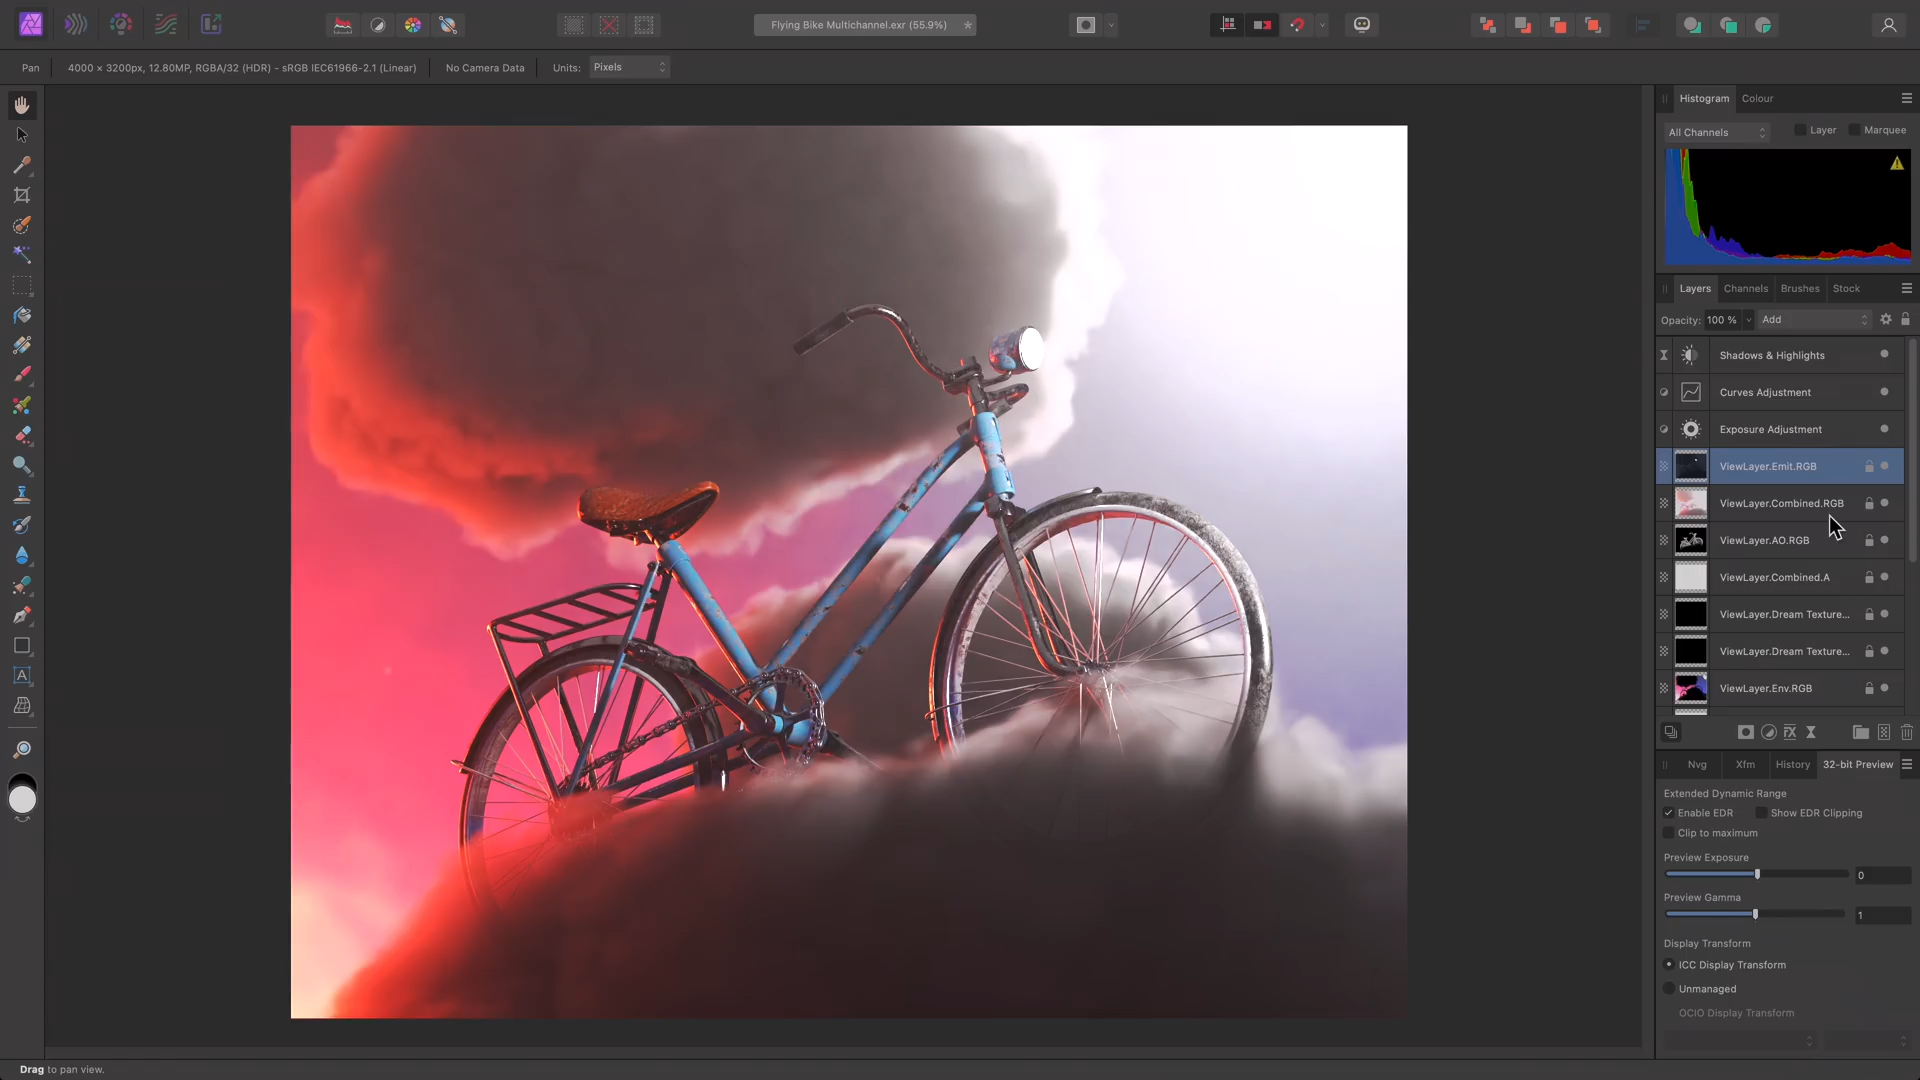 Flying Bike Multichannel.exr (55.9%)
*
Pan
4000 × 3200px, 12.80MP, RGBA/32 (HDR) - sRGB IEC61966-2.1 (Linear)
No Camera Data
Units:
Pixels
Histogram
Colour
All Channels
Layer
Marquee
Layers
Channels
Brushes
Stock
Opacity:
100 %
Add
Shadows & Highlights
Curves Adjustment
Exposure Adjustment
ViewLayer.Emit.RGB
ViewLayer.Combined.RGB
ViewLayer.AO.RGB
ViewLayer.Combined.A
ViewLayer.Dream Texture...
ViewLayer.Dream Texture...
ViewLayer.Env.RGB
Nvg
Xfm
History
32-bit Preview
Extended Dynamic Range
Enable EDR
Show EDR Clipping
Clip to maximum
Preview Exposure
0
Preview Gamma
1
Display Transform
ICC Display Transform
Unmanaged
OCIO Display Transform
Drag to pan view.